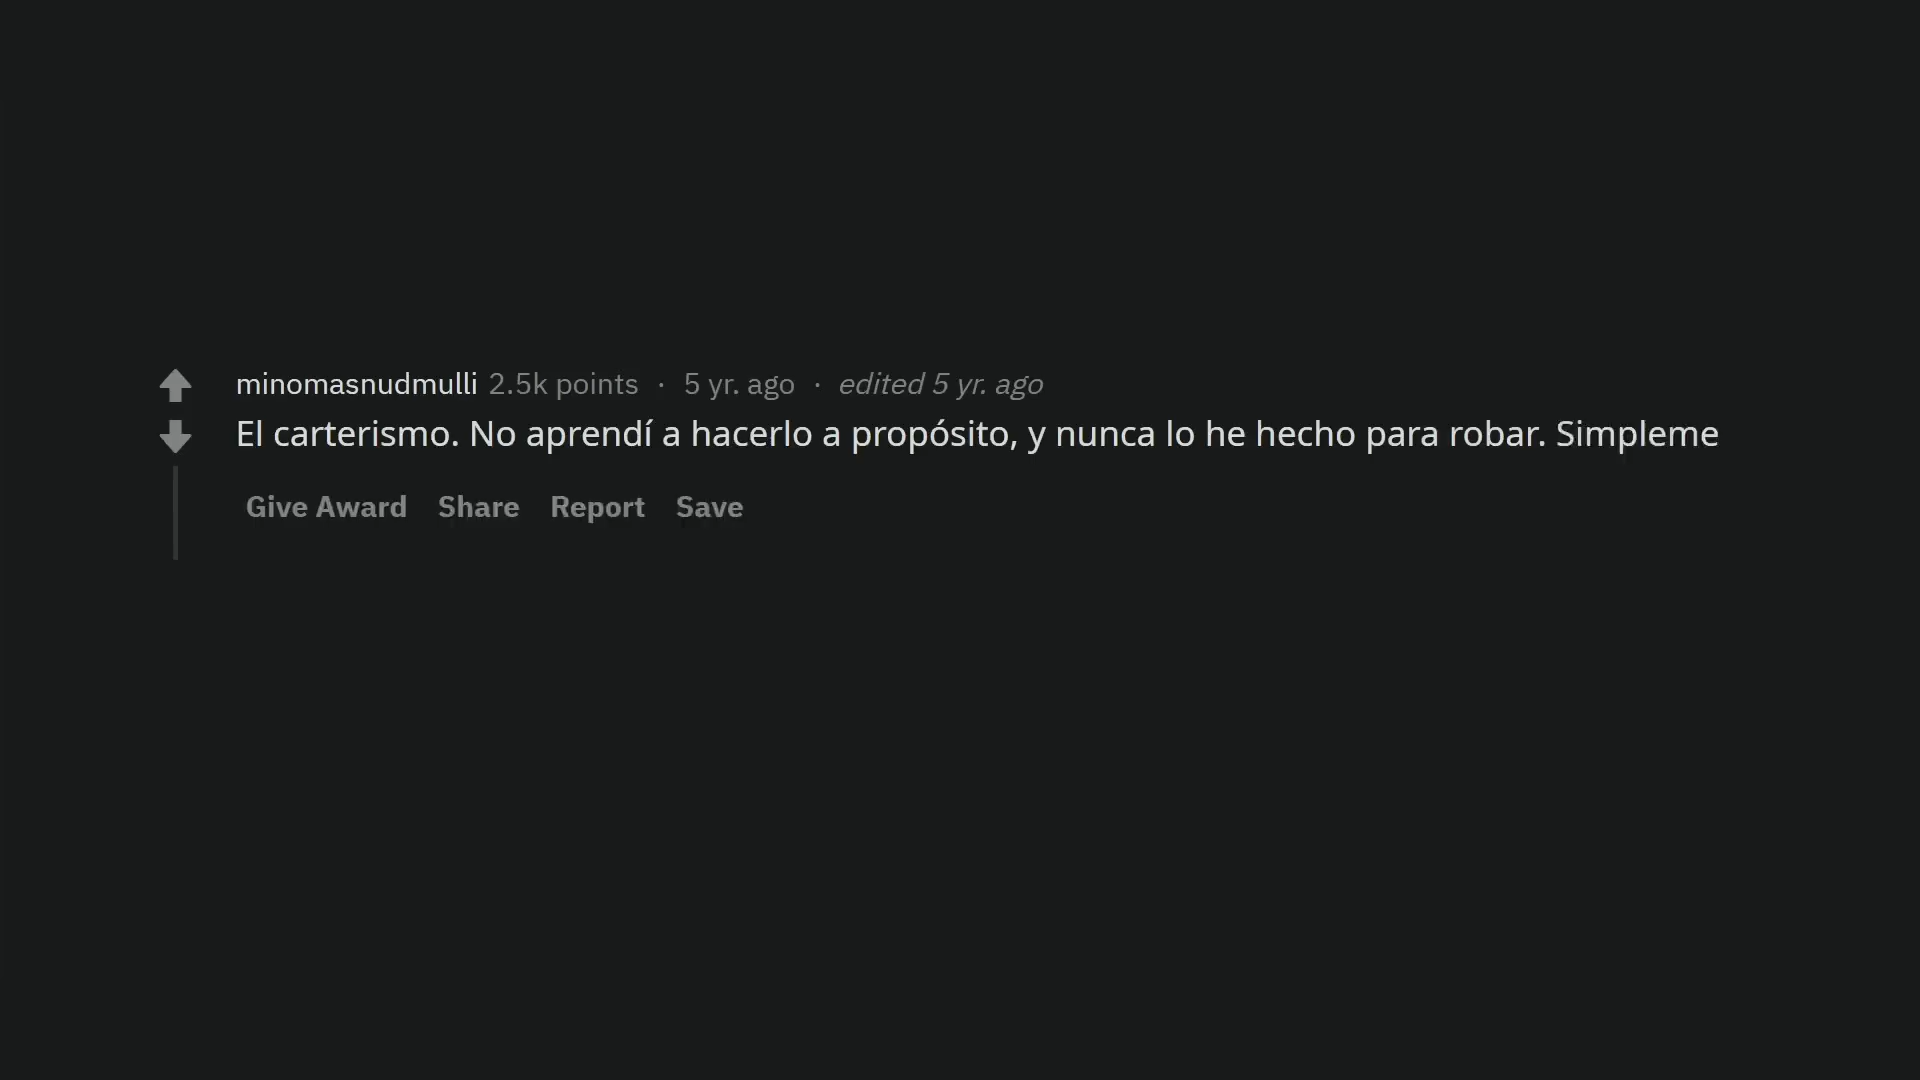 minomasnudmulli 2.5k points · 5 yr. ago · edited 5 yr. ago
El carterismo. No aprendí a hacerlo a propósito, y nunca lo he hecho para robar. Simpleme
Give Award Share Report Save